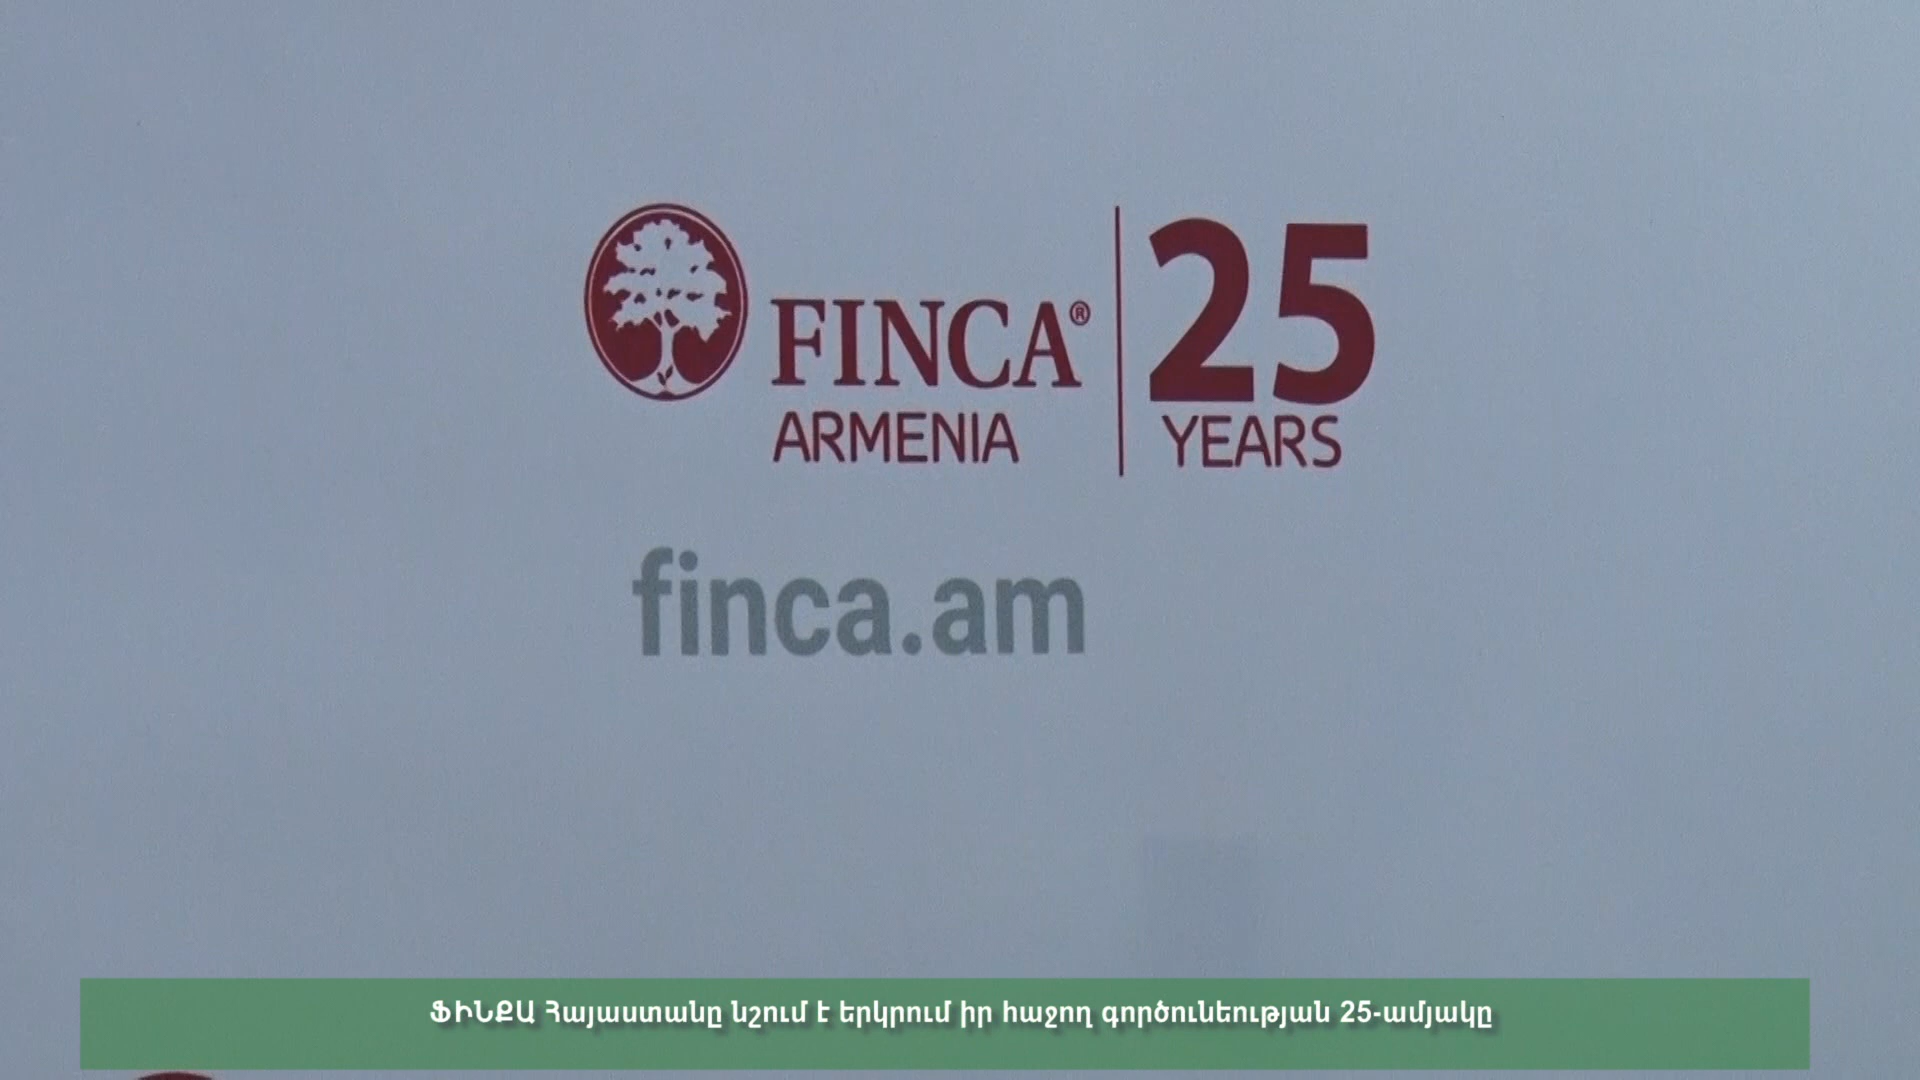 FINCA®
ARMENIA
25
YEARS
finca.am
ՖԻՆՔԱ Հայաստանը նշում է երկրում իր հաջող գործունեության 25-ամյակը